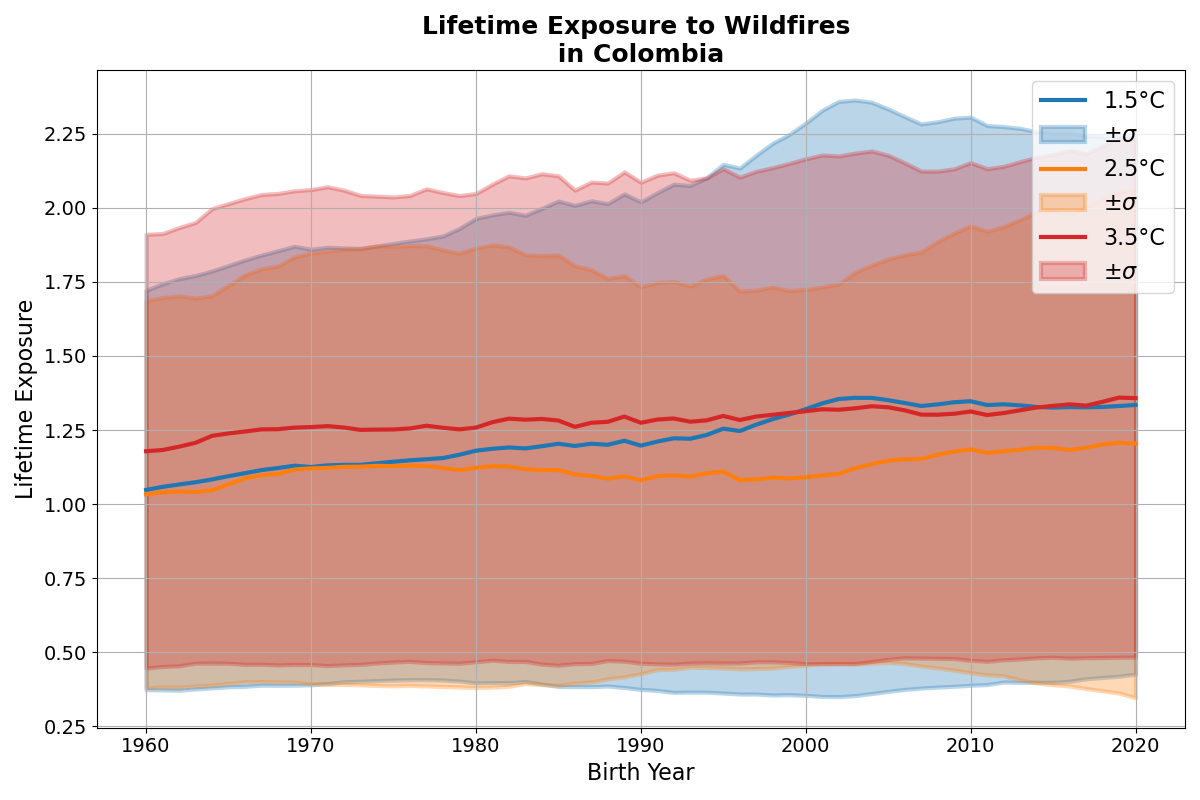 Lifetime Exposure to Wildfires
in Colombia
1.5°C
±σ
2.5°C
±σ
3.5°C
±σ
Lifetime Exposure
2.25
2.00
1.75
1.50
1.25
1.00
0.75
0.50
0.25
1960 1970 1980 1990 2000 2010 2020
Birth Year